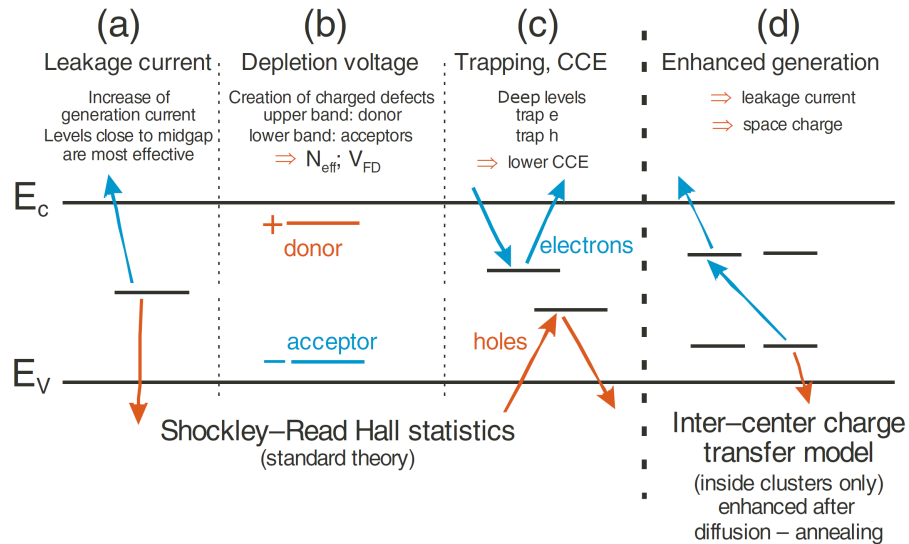 (a)
Leakage current
Increase of
generation current
Levels close to midgap
are most effective
(b)
Depletion voltage
Creation of charged defects
upper band: donor
lower band: acceptors
⇒ Neff; VFD
(c)
Trapping, CCE
Deep levels
trap e
trap h
⇒ lower CCE
(d)
Enhanced generation
⇒ leakage current
⇒ space charge
Ec
+
donor
electrons
– acceptor
holes
EV
Shockley–Read Hall statistics
(standard theory)
Inter–center charge
transfer model
(inside clusters only)
enhanced after
diffusion – annealing